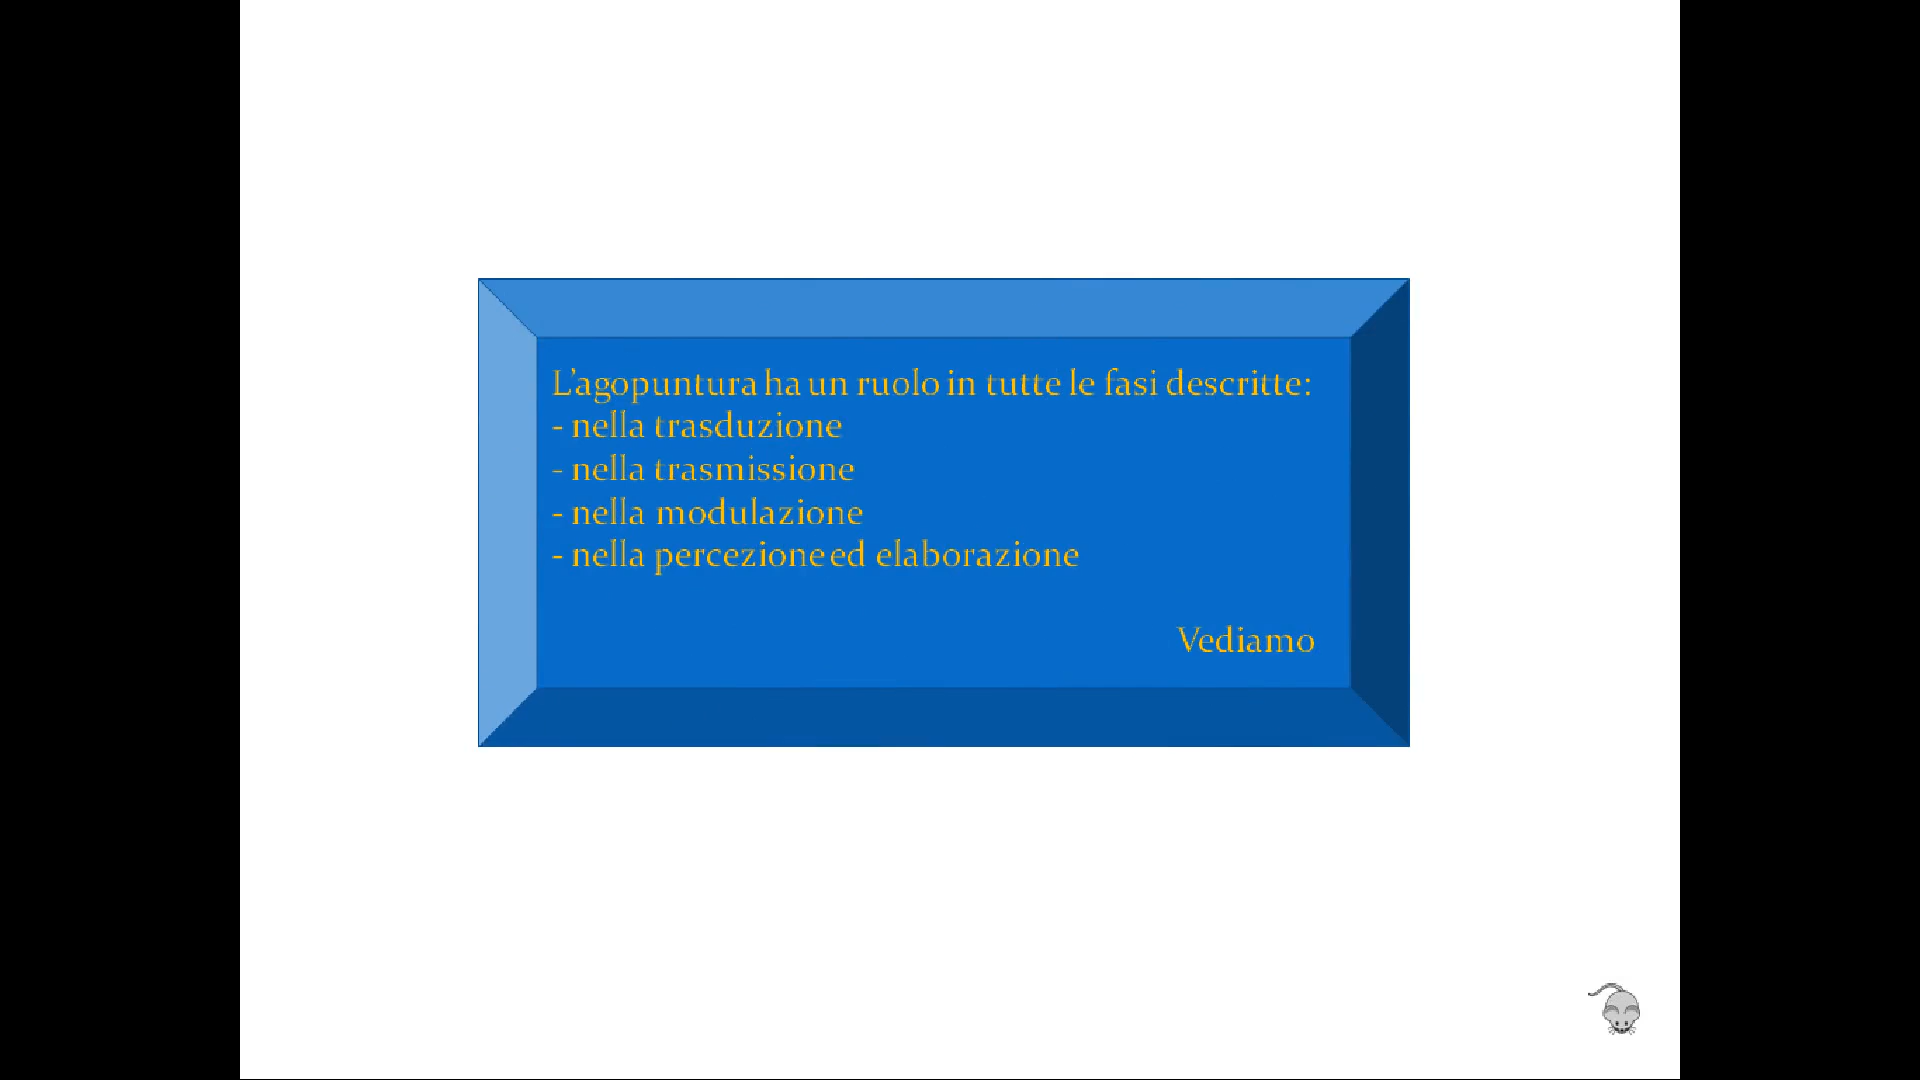 L'agopuntura ha un ruolo in tutte le fasi descritte:
- nella trasduzione
- nella trasmissione
- nella modulazione
- nella percezione ed elaborazione
Vediamo